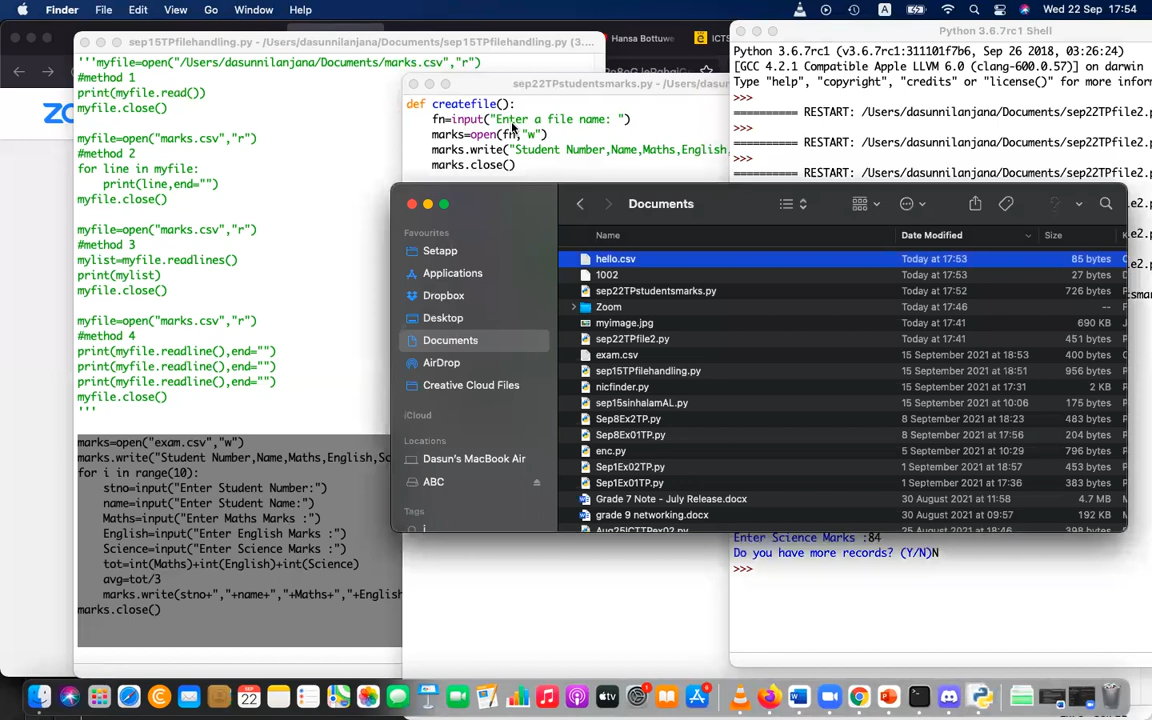 Finder File Edit View Go Window Help
Wed 22 Sep 17:54
sep15TPfilehandling.py - /Users/dasunnilanjana/Documents/sep15TPfilehandling.py (3....
'''myfile=open("/Users/dasunnilanjana/Documents/marks.csv","r")
#method 1
print(myfile.read())
myfile.close()
myfile=open("marks.csv","r")
#method 2
for line in myfile:
print(line,end="")
myfile.close()
myfile=open("marks.csv","r")
#method 3
mylist=myfile.readlines()
print(mylist)
myfile.close()
myfile=open("marks.csv","r")
#method 4
print(myfile.readline(),end="")
print(myfile.readline(),end="")
print(myfile.readline(),end="")
myfile.close()
'''
marks=open("exam.csv","w")
marks.write("Student Number,Name,Maths,English,Sc
for i in range(10):
stno=input("Enter Student Number:")
name=input("Enter Student Name:")
Maths=input("Enter Maths Marks :")
English=input("Enter English Marks :")
Science=input("Enter Science Marks :")
tot=int(Maths)+int(English)+int(Science)
avg=tot/3
marks.write(stno+","+name+","+Maths+","+English
marks.close()
Hansa Bottuwe
ICTS
sep22TPstudentsmarks.py - /Users/dasunnilanjana/Docu
def createfile():
fn=input("Enter a file name: ")
marks=open(fn,"w")
marks.write("Student Number,Name,Maths,English,
marks.close()
Python 3.6.7rc1 Shell
Python 3.6.7rc1 (v3.6.7rc1:311101f7b6, Sep 26 2018, 03:26:24)
[GCC 4.2.1 Compatible Apple LLVM 6.0 (clang-600.0.57)] on darwin
Type "help", "copyright", "credits" or "license()" for more infor
>>>
========== RESTART: /Users/dasunnilanjana/Documents/sep22TPfile2.p
>>>
========== RESTART: /Users/dasunnilanjana/Documents/sep22TPfile2.p
>>>
========== RESTART: /Users/dasunnilanjana/Documents/sep22TPfile2.p
Enter Science Marks :84
Do you have more records? (Y/N)N
>>>
Documents
Favourites
Setapp
Applications
Dropbox
Desktop
Documents
AirDrop
Creative Cloud Files
iCloud
Locations
Dasun's MacBook Air
ABC
Tags
Name Date Modified Size
hello.csv Today at 17:53 85 bytes
1002 Today at 17:53 27 bytes
sep22TPstudentsmarks.py Today at 17:52 726 bytes
Zoom Today at 17:46 --
myimage.jpg Today at 17:41 690 KB
sep22TPfile2.py Today at 17:41 451 bytes
exam.csv 15 September 2021 at 18:53 400 bytes
sep15TPfilehandling.py 15 September 2021 at 18:51 956 bytes
nicfinder.py 15 September 2021 at 17:31 2 KB
sep15sinhalamAL.py 15 September 2021 at 10:06 175 bytes
Sep8Ex2TP.py 8 September 2021 at 18:23 483 bytes
Sep8Ex01TP.py 8 September 2021 at 17:56 204 bytes
enc.py 5 September 2021 at 10:29 796 bytes
Sep1Ex02TP.py 1 September 2021 at 18:57 453 bytes
Sep1Ex01TP.py 1 September 2021 at 17:36 383 bytes
Grade 7 Note - July Release.docx 30 August 2021 at 11:58 4.7 MB
grade 9 networking.docx 30 August 2021 at 09:57 192 KB
Aug25ICTTPex02.py 25 August 2021 at 18:46 398 bytes